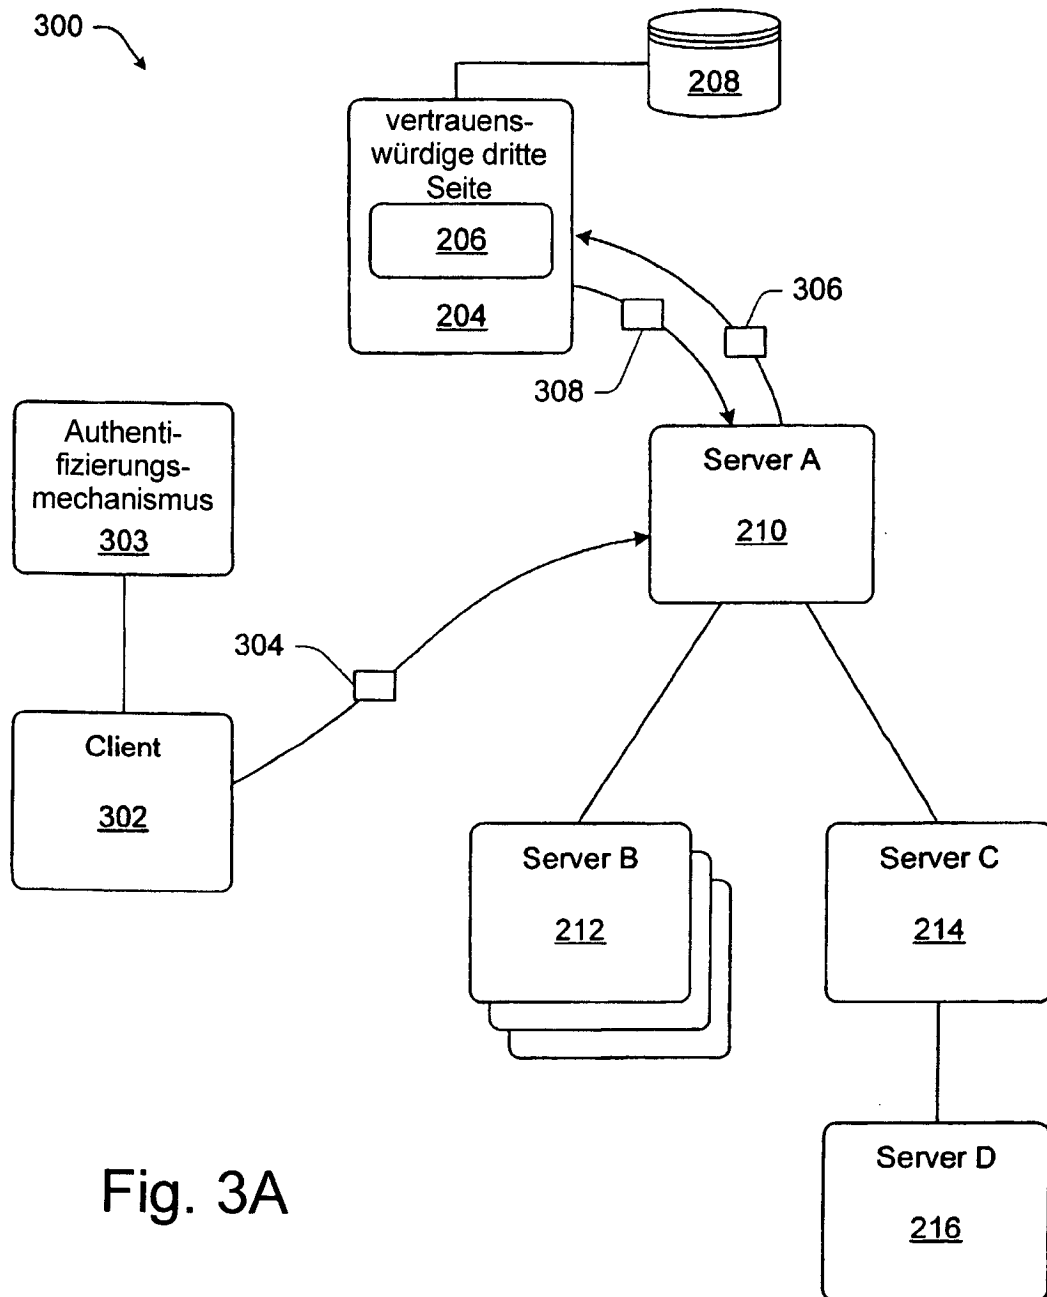 300
208
vertrauens-
würdige dritte
Seite
206
204
306
308
Authenti-
fizierungs-
mechanismus
303
Server A
210
304
Client
302
Server B
212
Server C
214
Server D
216
Fig. 3A